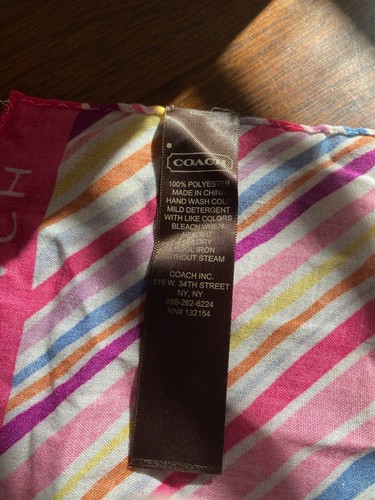 COACH
100% POLYESTER
MADE IN CHINA
HAND WASH COLD
MILD DETERGENT
WITH LIKE COLORS
BLEACH WHEN
DRY
IRON
WITHOUT STEAM
COACH INC.
516 W. 34TH STREET
NY, NY
888-262-6224
RN# 132154
CH